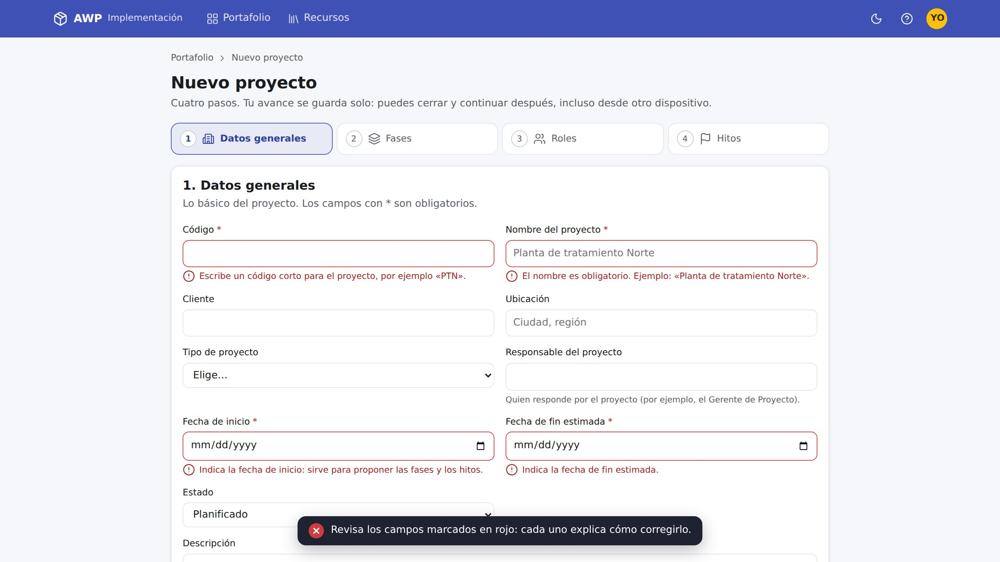 AWP Implementación Portafolio Recursos YO
Portafolio Nuevo proyecto
Nuevo proyecto
Cuatro pasos. Tu avance se guarda solo: puedes cerrar y continuar después, incluso desde otro dispositivo.
1 Datos generales 2 Fases 3 Roles 4 Hitos
1. Datos generales
Lo básico del proyecto. Los campos con * son obligatorios.
Código * Nombre del proyecto *
Planta de tratamiento Norte
Escribe un código corto para el proyecto, por ejemplo «PTN». El nombre es obligatorio. Ejemplo: «Planta de tratamiento Norte».
Cliente Ubicación
Ciudad, región
Tipo de proyecto Responsable del proyecto
Elige...
Quien responde por el proyecto (por ejemplo, el Gerente de Proyecto).
Fecha de inicio * Fecha de fin estimada *
mm/dd/yyyy mm/dd/yyyy
Indica la fecha de inicio: sirve para proponer las fases y los hitos. Indica la fecha de fin estimada.
Estado
Planificado
Revisa los campos marcados en rojo: cada uno explica cómo corregirlo.
Descripción